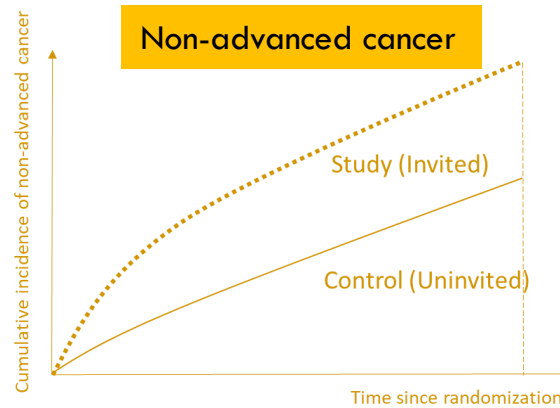 Non-advanced cancer
Cumulative incidence of non-advanced cancer
Study (Invited)
Control (Uninvited)
Time since randomization